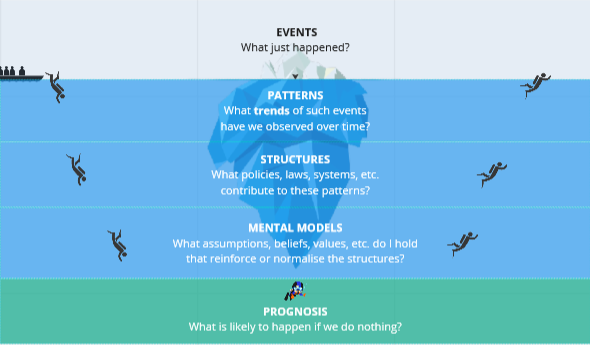 EVENTS
What just happened?
PATTERNS
What trends of such events
have we observed over time?
STRUCTURES
What policies, laws, systems, etc.
contribute to these patterns?
MENTAL MODELS
What assumptions, beliefs, values, etc. do I hold
that reinforce or normalise the structures?
PROGNOSIS
What is likely to happen if we do nothing?